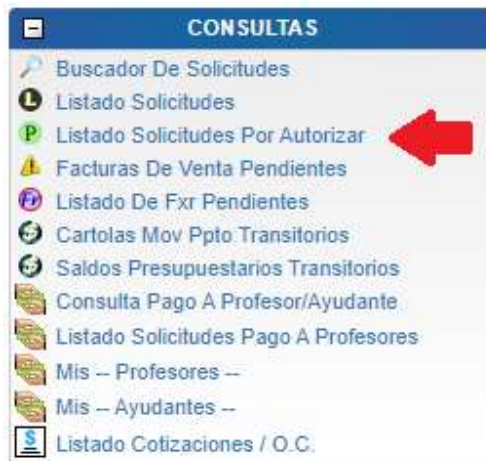 CONSULTAS
Buscador De Solicitudes
L Listado Solicitudes
P Listado Solicitudes Por Autorizar
Facturas De Venta Pendientes
Fr Listado De Fxr Pendientes
Cartolas Mov Ppto Transitorios
Saldos Presupuestarios Transitorios
Consulta Pago A Profesor/Ayudante
Listado Solicitudes Pago A Profesores
Mis -- Profesores --
Mis -- Ayudantes --
$ Listado Cotizaciones / O.C.